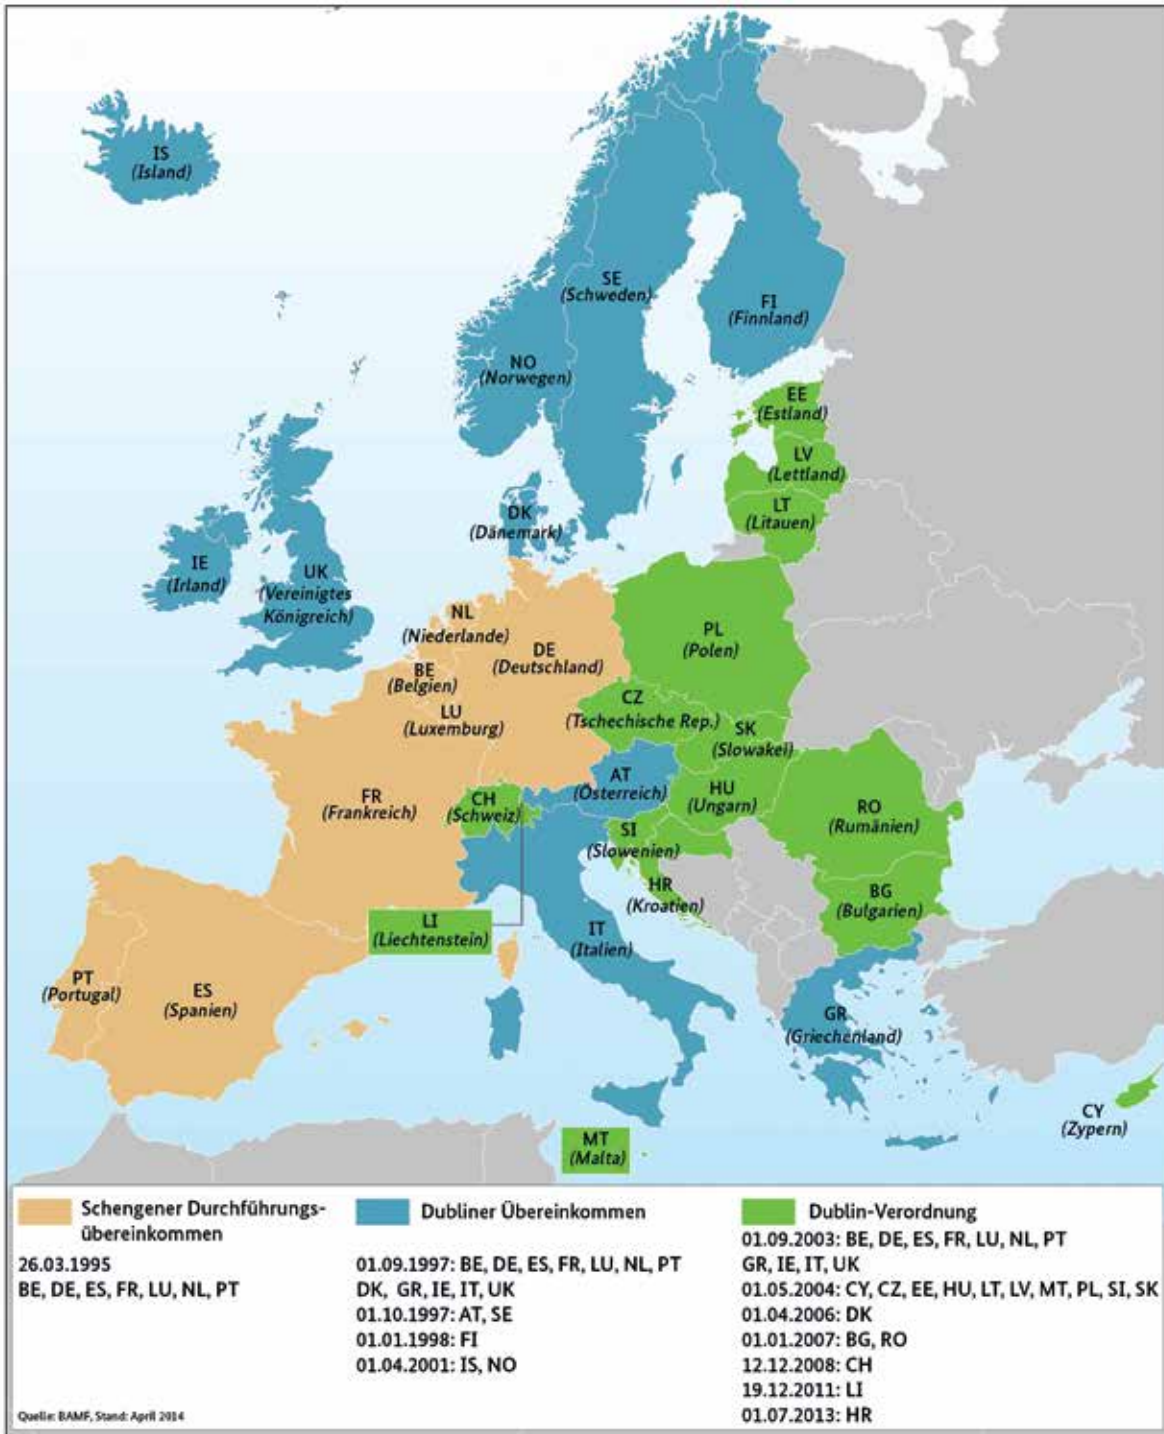 IS
(Island)
SE
(Schweden)
FI
(Finnland)
NO
(Norwegen)
EE
(Estland)
LV
(Lettland)
LT
(Litauen)
DK
(Dänemark)
IE
(Irland)
UK
(Vereinigtes
Königreich)
NL
(Niederlande)
DE
(Deutschland)
BE
(Belgien)
LU
(Luxemburg)
PL
(Polen)
CZ
(Tschechische Rep.)
SK
(Slowakei)
AT
(Österreich)
HU
(Ungarn)
FR
(Frankreich)
CH
(Schweiz)
RO
(Rumänien)
SI
(Slowenien)
HR
(Kroatien)
BG
(Bulgarien)
LI
(Liechtenstein)
IT
(Italien)
PT
(Portugal)
ES
(Spanien)
GR
(Griechenland)
CY
(Zypern)
MT
(Malta)
Schengener Durchführungs-
übereinkommen
26.03.1995
BE, DE, ES, FR, LU, NL, PT
Dubliner Übereinkommen
01.09.1997: BE, DE, ES, FR, LU, NL, PT
DK, GR, IE, IT, UK
01.10.1997: AT, SE
01.01.1998: FI
01.04.2001: IS, NO
Dublin-Verordnung
01.09.2003: BE, DE, ES, FR, LU, NL, PT
GR, IE, IT, UK
01.05.2004: CY, CZ, EE, HU, LT, LV, MT, PL, SI, SK
01.04.2006: DK
01.01.2007: BG, RO
12.12.2008: CH
19.12.2011: LI
01.07.2013: HR
Quelle: BAMF, Stand: April 2014